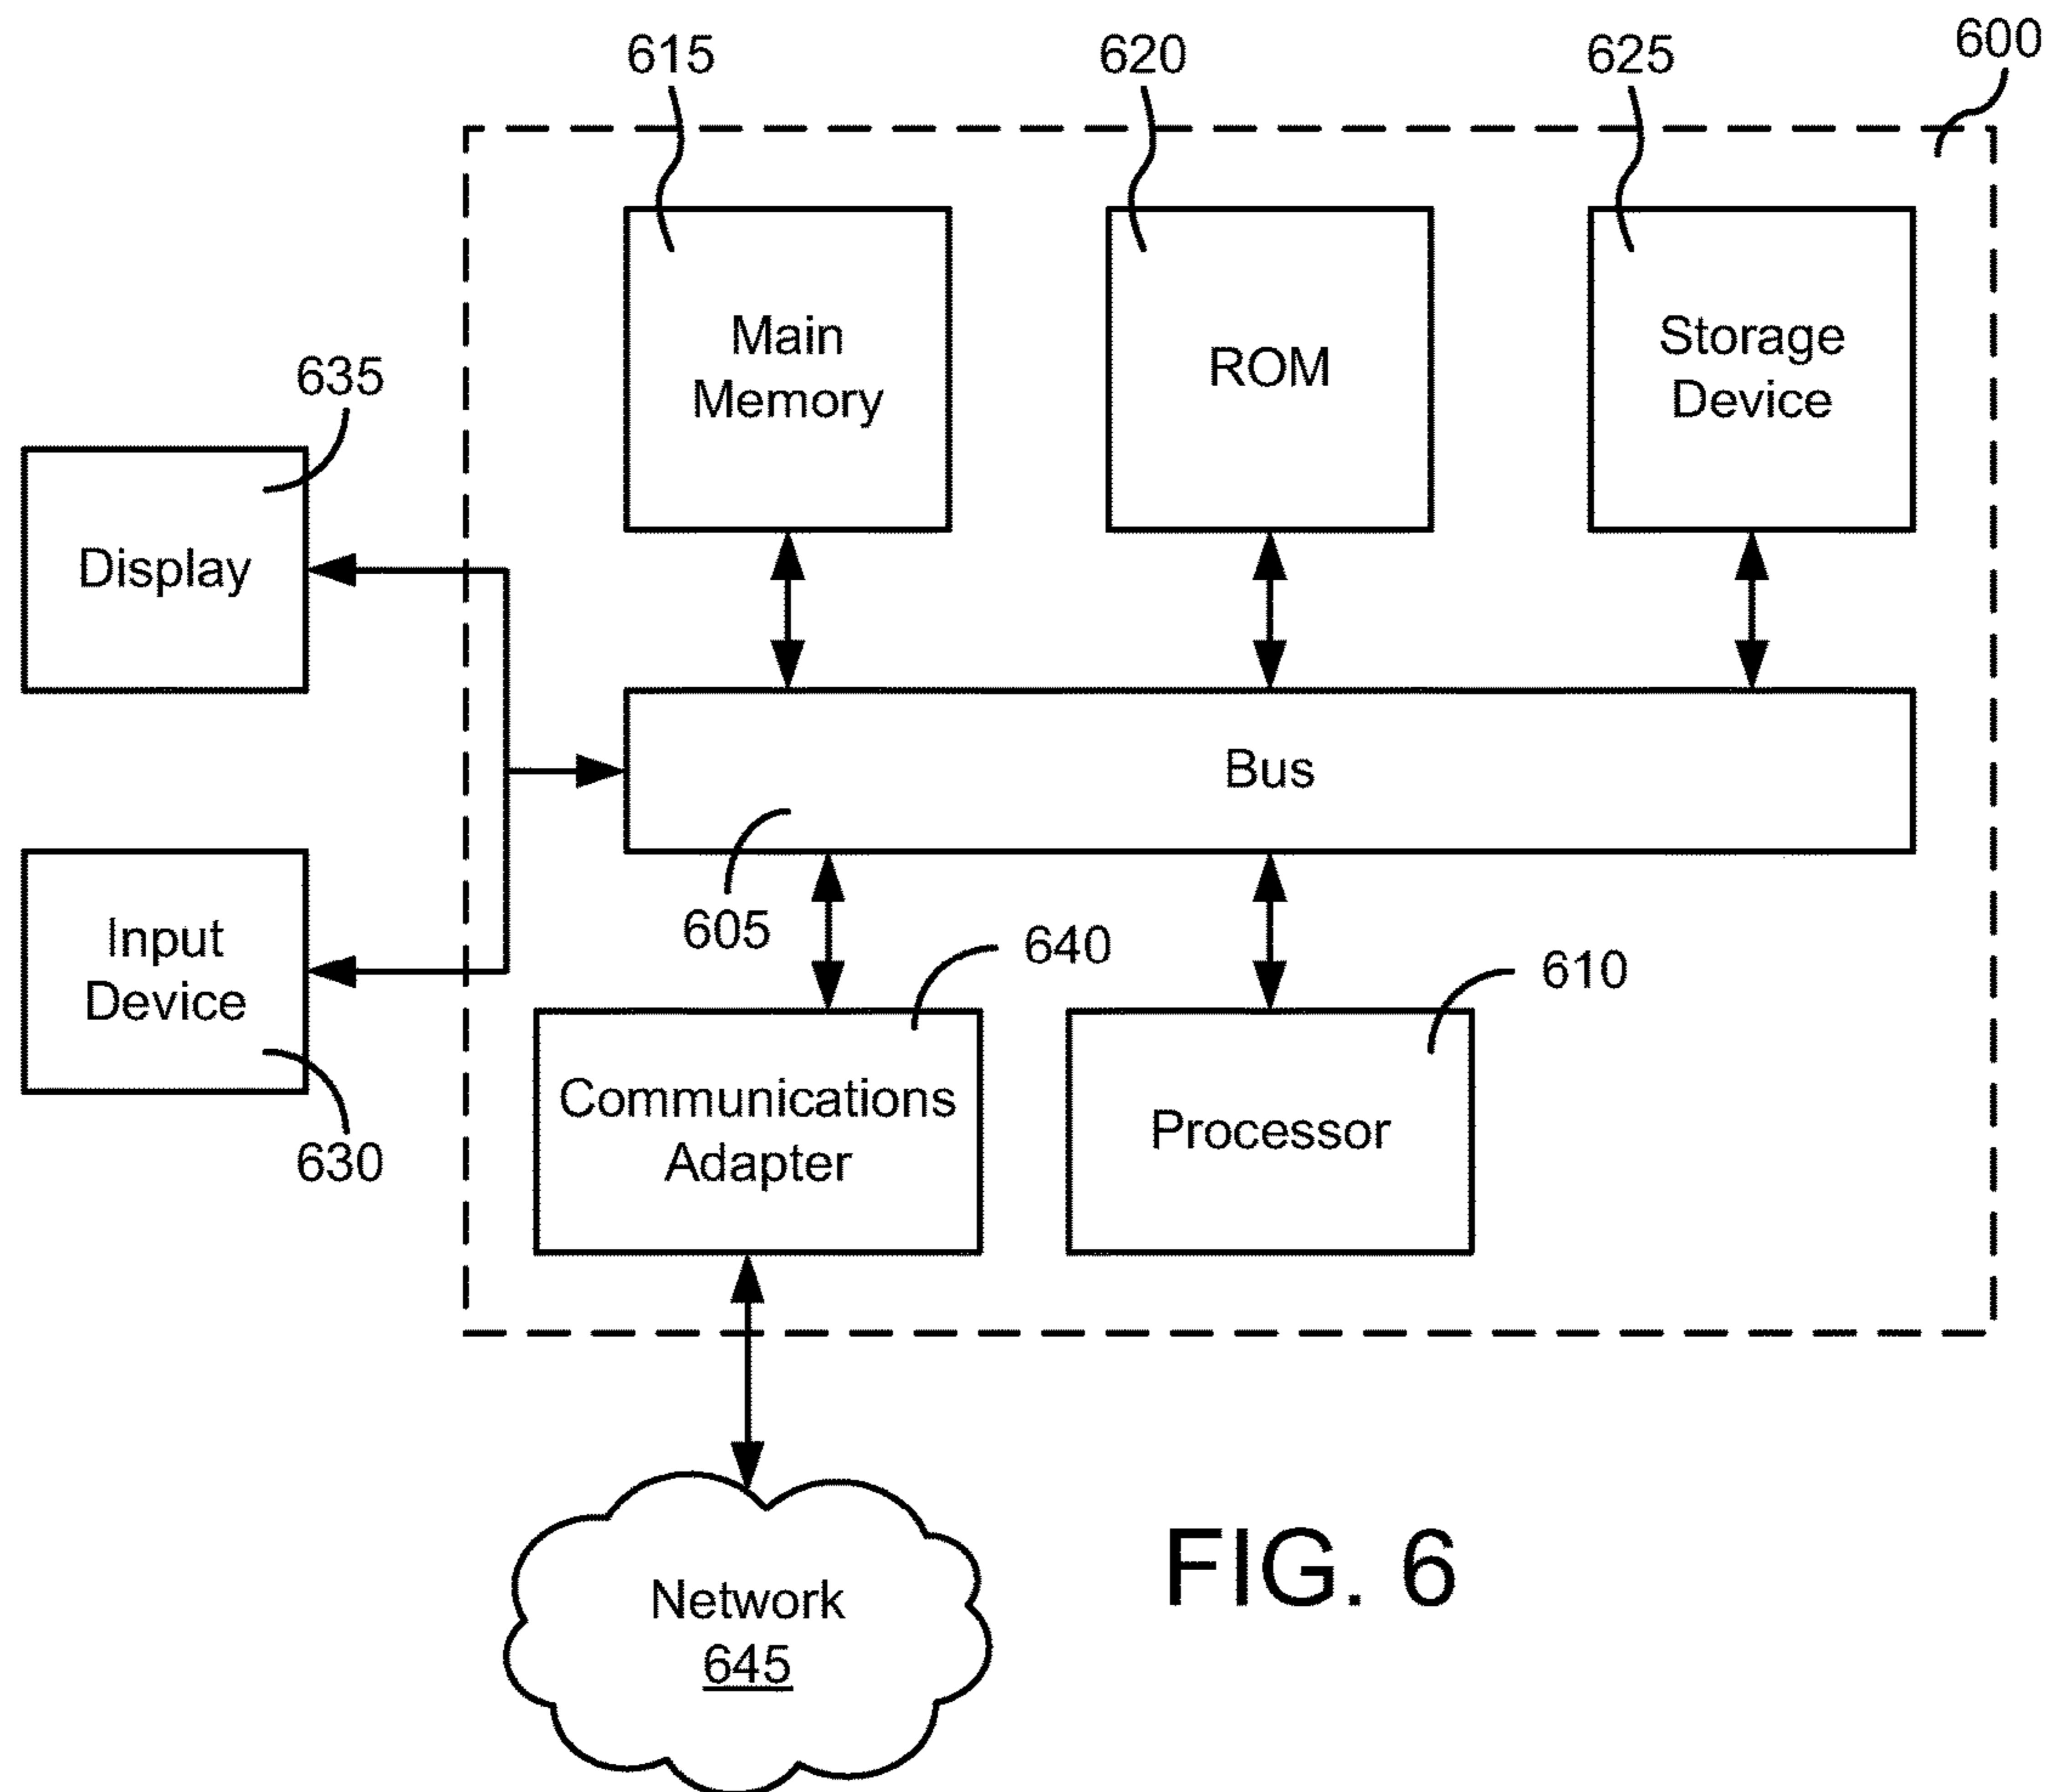 615
620
625
600
Main
Memory
ROM
Storage
Device
635
Display
Bus
605
Input
Device
630
640
610
Communications
Adapter
Processor
Network
645
FIG. 6